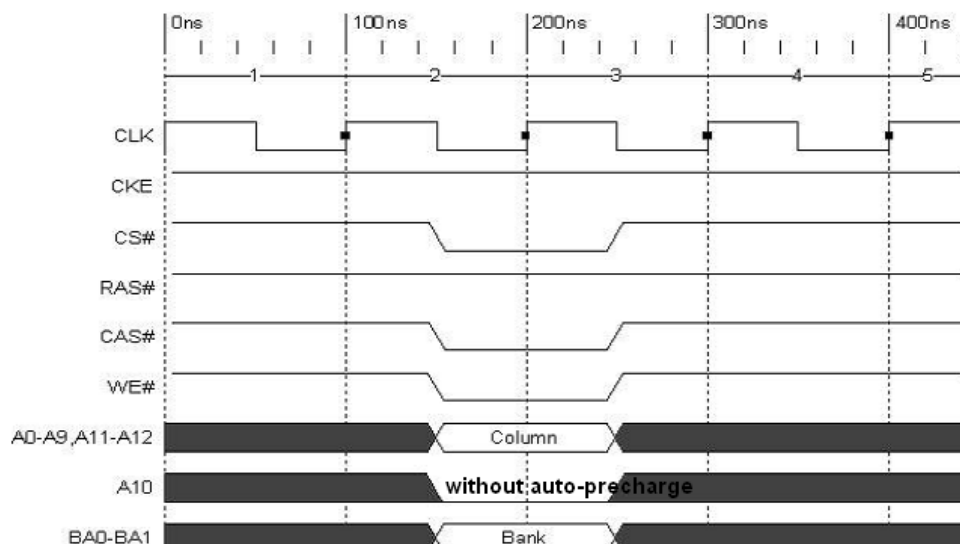 0ns 100ns 200ns 300ns 400ns
1 2 3 4 5
CLK
CKE
CS#
RAS#
CAS#
WE#
A0-A9,A11-A12 Column
A10 without auto-precharge
BA0-BA1 Bank